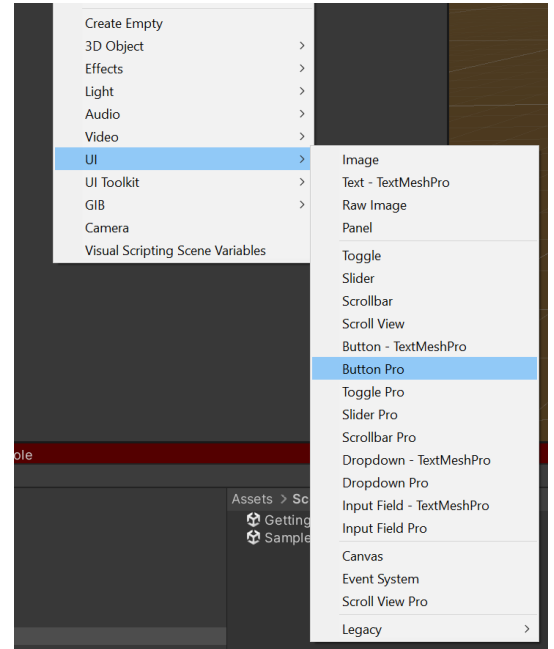 Create Empty
3D Object
Effects
Light
Audio
Video
UI
UI Toolkit
GIB
Camera
Visual Scripting Scene Variables
Image
Text - TextMeshPro
Raw Image
Panel
Toggle
Slider
Scrollbar
Scroll View
Button - TextMeshPro
Button Pro
Toggle Pro
Slider Pro
Scrollbar Pro
Dropdown - TextMeshPro
Dropdown Pro
Input Field - TextMeshPro
Input Field Pro
Canvas
Event System
Scroll View Pro
Legacy
ole
Assets > Sc
Getting
Sample